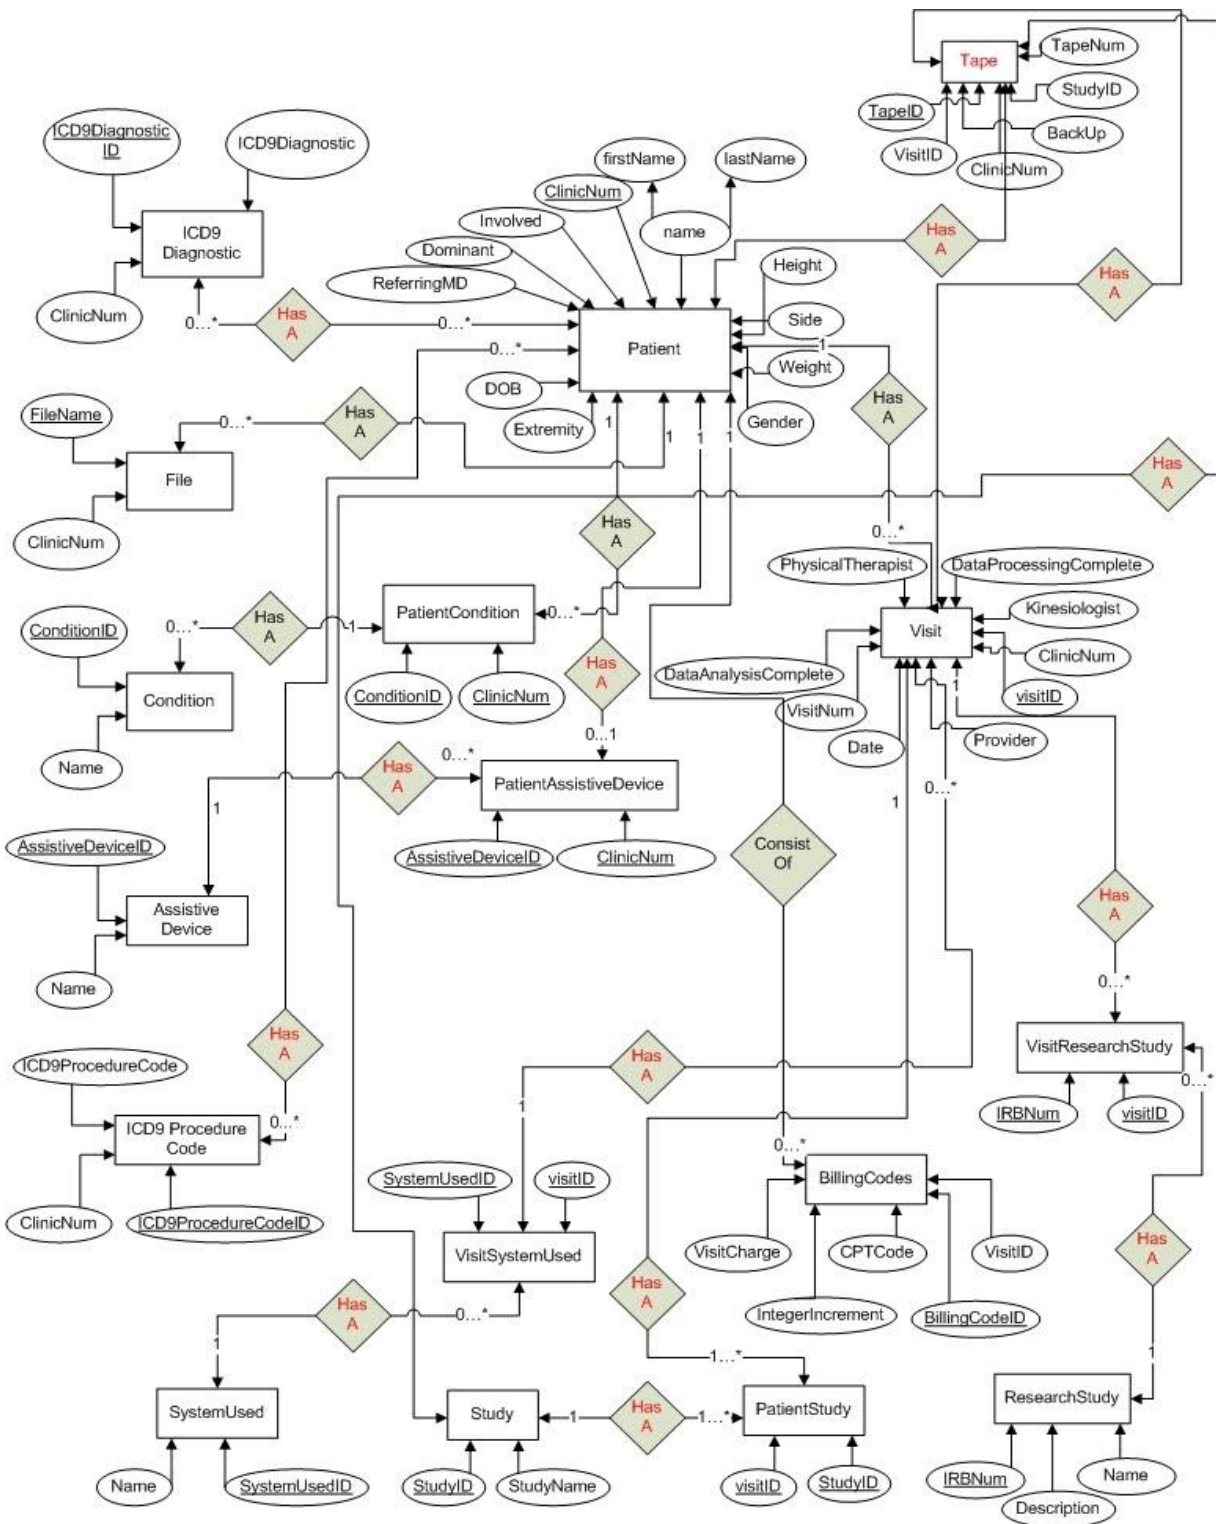 Tape
TapeNum
StudyID
TapeID
BackUp
VisitID
ClinicNum
ICD9Diagnostic
ID
ICD9Diagnostic
firstName
lastName
ClinicNum
Involved
name
Dominant
ReferringMD
ICD9
Diagnostic
ClinicNum
Has
A
Has
A
Height
Side
Has
A
0...*
0...*
Patient
1
Weight
0...*
DOB
Extremity
Gender
Has
A
FileName
0...*
Has
A
1
1
1
1
File
Has
A
ClinicNum
Has
A
0...*
PhysicalTherapist
DataProcessingComplete
Kinesiologist
PatientCondition
0...*
ConditionID
0...*
Has
A
1
Visit
ClinicNum
DataAnalysisComplete
visitID
VisitNum
Date
Provider
1
Condition
ConditionID
ClinicNum
Has
A
Name
0...1
0...*
Has
A
PatientAssistiveDevice
0...*
1
1
AssistiveDeviceID
ClinicNum
AssistiveDeviceID
Consist
Of
Assistive
Device
Has
A
Name
0...*
Has
A
ICD9ProcedureCode
Has
A
VisitResearchStudy
0...*
1
IRBNum
visitID
0...*
ICD9 Procedure
Code
0...*
ClinicNum
ICD9ProcedureCodeID
SystemUsedID
visitID
BillingCodes
VisitCharge
CPTCode
VisitID
VisitSystemUsed
Has
A
Has
A
IntegerIncrement
BillingCodeID
Has
A
0...*
1
1...*
1
SystemUsed
Study
1
Has
A
1...*
PatientStudy
ResearchStudy
Name
SystemUsedID
StudyID
StudyName
visitID
StudyID
IRBNum
Name
Description